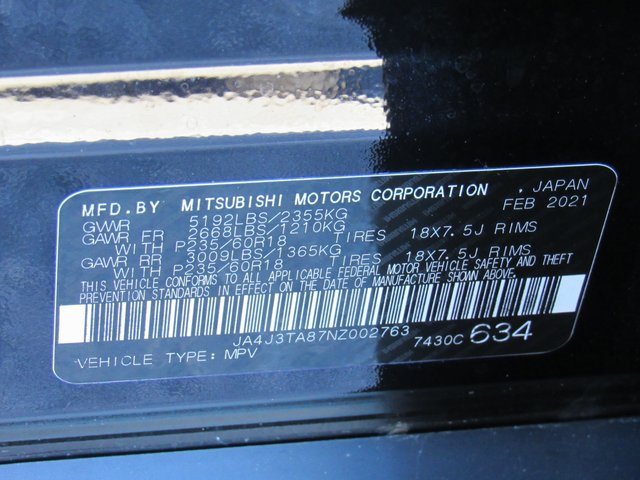 MFD.BY MITSUBISHI MOTORS CORPORATION , JAPAN
GVWR 5192LBS/2355KG FEB 2021
GAWR FR 2668LBS/1210KG
WITH P235/60R18 TIRES 18X7.5J RIMS
GAWR RR 3009LBS/1365KG
WITH P235/60R18 TIRES 18X7.5J RIMS
THIS VEHICLE CONFORMS TO ALL APPLICABLE FEDERAL MOTOR VEHICLE SAFETY AND THEFT
PREVENTION STANDARDS IN EFFECT ON THE DATE OF MANUFACTURE SHOWN ABOVE.
JA4J3TA87NZ002763 7430C 634
VEHICLE TYPE: MPV